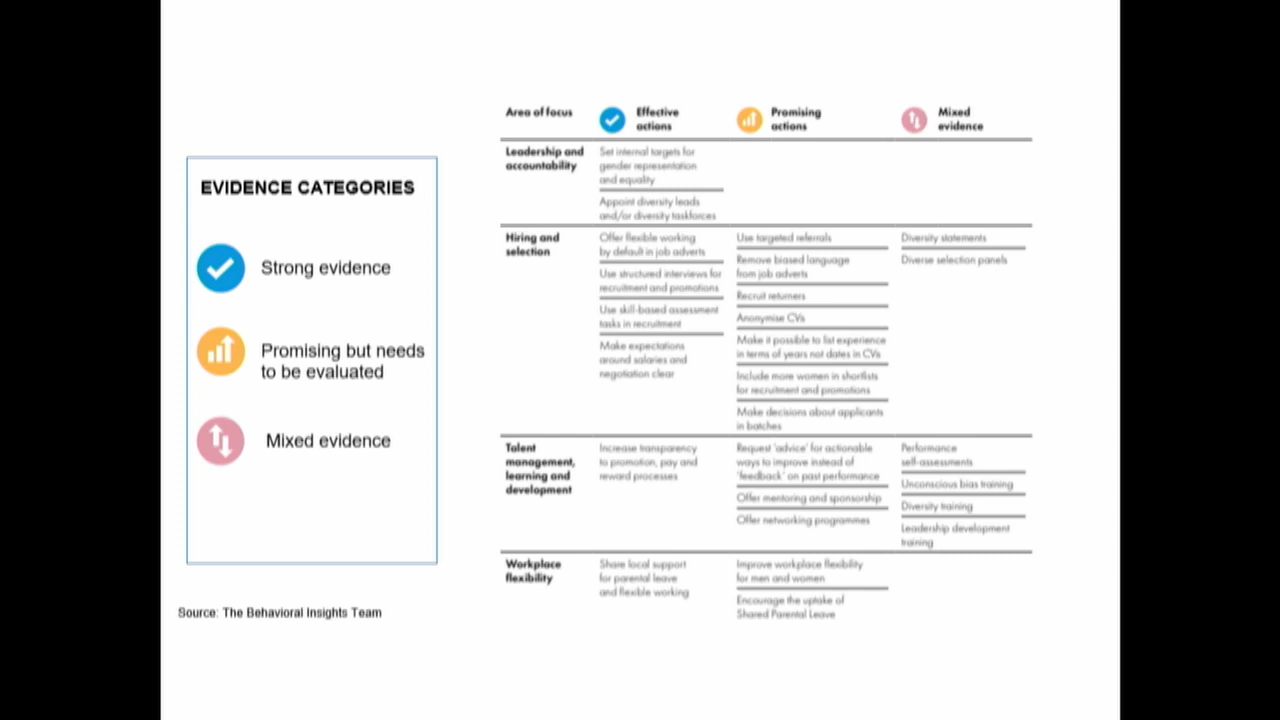 EVIDENCE CATEGORIES
Strong evidence
Promising but needs
to be evaluated
Mixed evidence
Source: The Behavioral Insights Team
Area of focus
Effective
actions
Promising
actions
Mixed
evidence
Leadership and
accountability
Set internal targets for
gender representation
and equality
Appoint diversity leads
and/or diversity taskforces
Hiring and
selection
Offer flexible working
by default in job adverts
Use structured interviews for
recruitment and promotions
Use skill-based assessment
tasks in recruitment
Make expectations
around salaries and
negotiation clear
Use targeted referrals
Remove biased language
from job adverts
Recruit returners
Anonymise CVs
Make it possible to list experience
in terms of years not dates in CVs
Include more women in shortlists
for recruitment and promotions
Make decisions about applicants
in batches
Diversity statements
Diverse selection panels
Talent
management,
learning and
development
Increase transparency
to promotion, pay and
reward processes
Request 'advice' for actionable
ways to improve instead of
'feedback' on past performance
Offer mentoring and sponsorship
Offer networking programmes
Performance
self-assessments
Unconscious bias training
Diversity training
Leadership development
training
Workplace
flexibility
Share local support
for parental leave
and flexible working
Improve workplace flexibility
for men and women
Encourage the uptake of
Shared Parental Leave